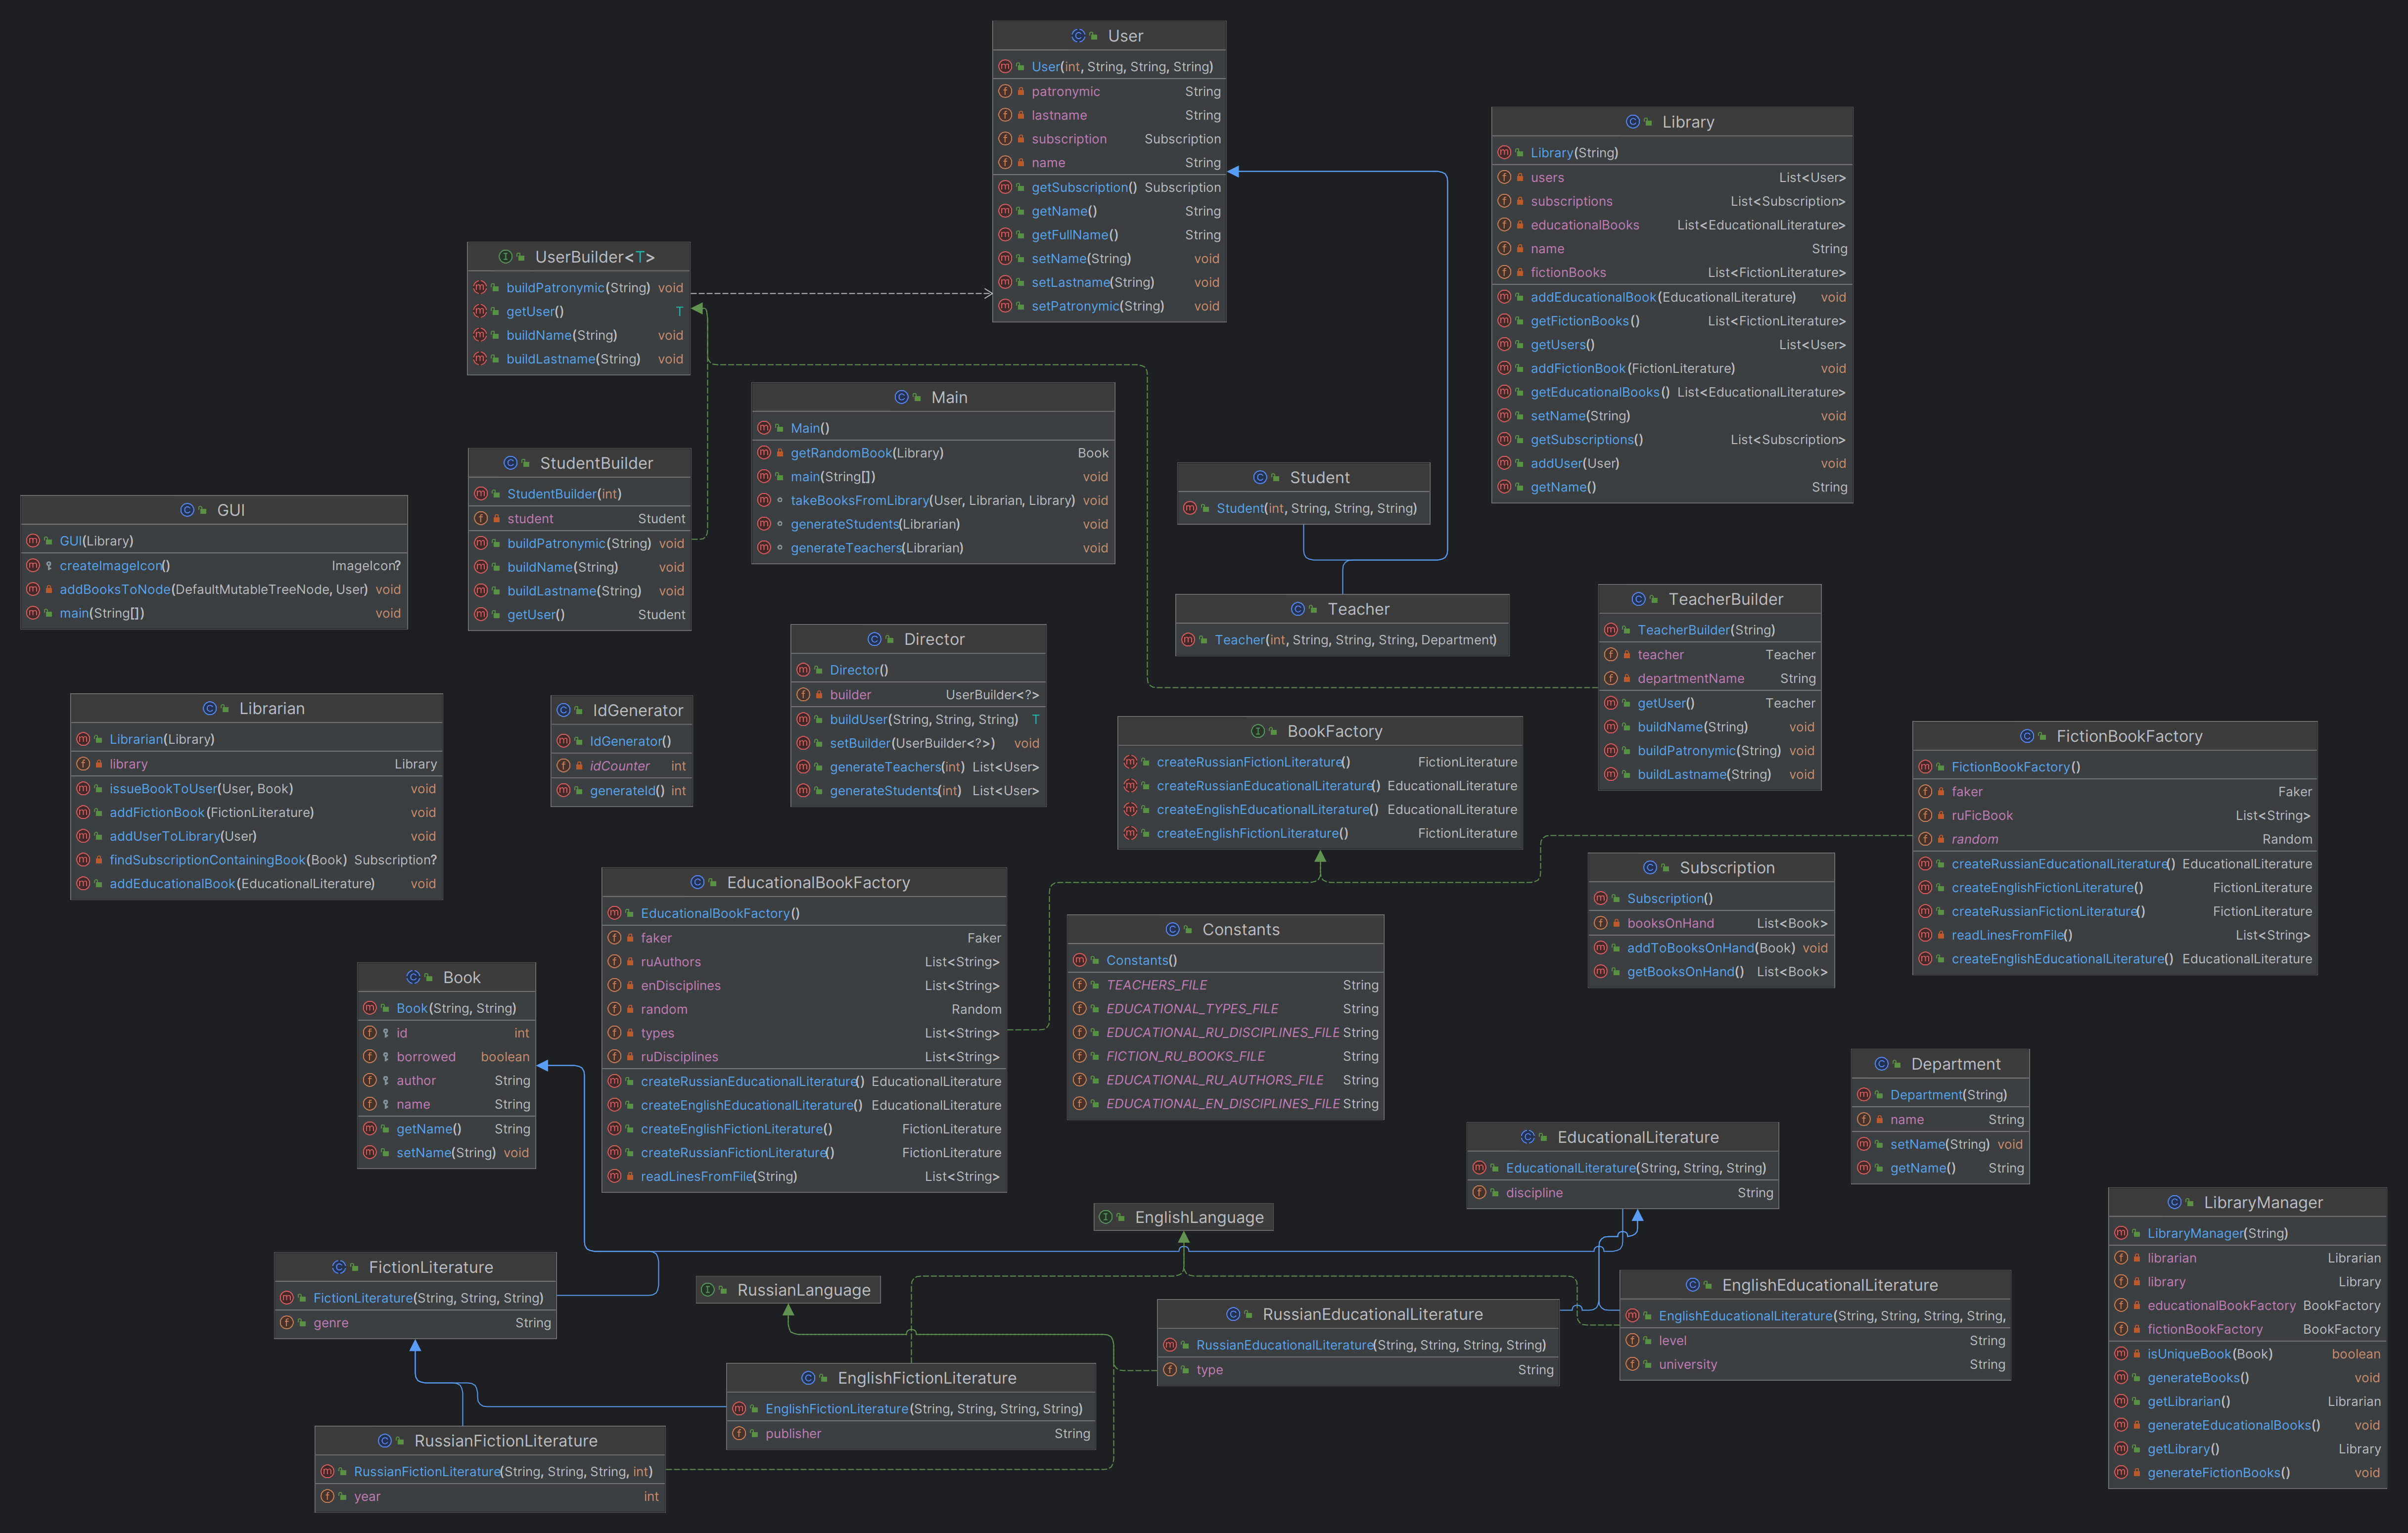 User
User(int, String, String, String)
patronymic String
lastname String
subscription Subscription
name String
getSubscription() Subscription
getName() String
getFullName() String
setName(String) void
setLastname(String) void
setPatronymic(String) void
Library
Library(String)
users List<User>
subscriptions List<Subscription>
educationalBooks List<EducationalLiterature>
name String
fictionBooks List<FictionLiterature>
addEducationalBook(EducationalLiterature) void
getFictionBooks() List<FictionLiterature>
getUsers() List<User>
addFictionBook(FictionLiterature) void
getEducationalBooks() List<EducationalLiterature>
setName(String) void
getSubscriptions() List<Subscription>
addUser(User) void
getName() String
UserBuilder<T>
buildPatronymic(String) void
getUser() T
buildName(String) void
buildLastname(String) void
Main
Main()
getRandomBook(Library) Book
main(String[]) void
takeBooksFromLibrary(User, Librarian, Library) void
generateStudents(Librarian) void
generateTeachers(Librarian) void
StudentBuilder
StudentBuilder(int)
student Student
buildPatronymic(String) void
buildName(String) void
buildLastname(String) void
getUser() Student
Student
Student(int, String, String, String)
GUI
GUI(Library)
createImageIcon() ImageIcon?
addBooksToNode(DefaultMutableTreeNode, User) void
main(String[]) void
Teacher
Teacher(int, String, String, String, Department)
TeacherBuilder
TeacherBuilder(String)
teacher Teacher
departmentName String
getUser() Teacher
buildName(String) void
buildPatronymic(String) void
buildLastname(String) void
Director
Director()
builder UserBuilder<?>
buildUser(String, String, String) T
setBuilder(UserBuilder<?>) void
generateTeachers(int) List<User>
generateStudents(int) List<User>
Librarian
Librarian(Library)
library Library
issueBookToUser(User, Book) void
addFictionBook(FictionLiterature) void
addUserToLibrary(User) void
findSubscriptionContainingBook(Book) Subscription?
addEducationalBook(EducationalLiterature) void
IdGenerator
IdGenerator()
idCounter int
generateId() int
BookFactory
createRussianFictionLiterature() FictionLiterature
createRussianEducationalLiterature() EducationalLiterature
createEnglishEducationalLiterature() EducationalLiterature
createEnglishFictionLiterature() FictionLiterature
FictionBookFactory
FictionBookFactory()
faker Faker
ruFicBook List<String>
random Random
createRussianEducationalLiterature() EducationalLiterature
createEnglishFictionLiterature() FictionLiterature
createRussianFictionLiterature() FictionLiterature
readLinesFromFile() List<String>
createEnglishEducationalLiterature() EducationalLiterature
Subscription
Subscription()
booksOnHand List<Book>
addToBooksOnHand(Book) void
getBooksOnHand() List<Book>
EducationalBookFactory
EducationalBookFactory()
faker Faker
ruAuthors List<String>
enDisciplines List<String>
random Random
types List<String>
ruDisciplines List<String>
createRussianEducationalLiterature() EducationalLiterature
createEnglishEducationalLiterature() EducationalLiterature
createEnglishFictionLiterature() FictionLiterature
createRussianFictionLiterature() FictionLiterature
readLinesFromFile(String) List<String>
Constants
Constants()
TEACHERS_FILE String
EDUCATIONAL_TYPES_FILE String
EDUCATIONAL_RU_DISCIPLINES_FILE String
FICTION_RU_BOOKS_FILE String
EDUCATIONAL_RU_AUTHORS_FILE String
EDUCATIONAL_EN_DISCIPLINES_FILE String
Book
Book(String, String)
id int
borrowed boolean
author String
name String
getName() String
setName(String) void
Department
Department(String)
name String
setName(String) void
getName() String
EducationalLiterature
EducationalLiterature(String, String, String)
discipline String
EnglishLanguage
LibraryManager
LibraryManager(String)
librarian Librarian
library Library
educationalBookFactory BookFactory
fictionBookFactory BookFactory
isUniqueBook(Book) boolean
generateBooks() void
getLibrarian() Librarian
generateEducationalBooks() void
getLibrary() Library
generateFictionBooks() void
FictionLiterature
FictionLiterature(String, String, String)
genre String
RussianLanguage
EnglishEducationalLiterature
EnglishEducationalLiterature(String, String, String, String,
level String
university String
RussianEducationalLiterature
RussianEducationalLiterature(String, String, String, String)
type String
EnglishFictionLiterature
EnglishFictionLiterature(String, String, String, String)
publisher String
RussianFictionLiterature
RussianFictionLiterature(String, String, String, int)
year int